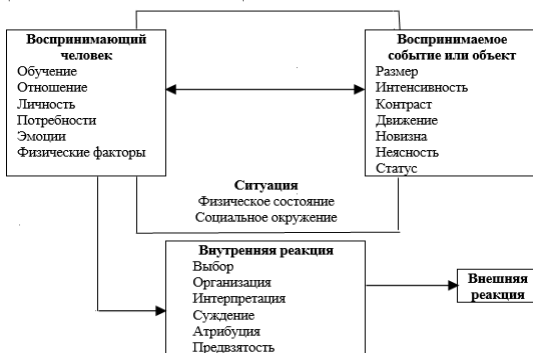 Воспринимающий
человек
Обучение
Отношение
Личность
Потребности
Эмоции
Физические факторы
Воспринимаемое
событие или объект
Размер
Интенсивность
Контраст
Движение
Новизна
Неясность
Статус
Ситуация
Физическое состояние
Социальное окружение
Внутренняя реакция
Выбор
Организация
Интерпретация
Суждение
Атрибуция
Предвзятость
Внешняя
реакция